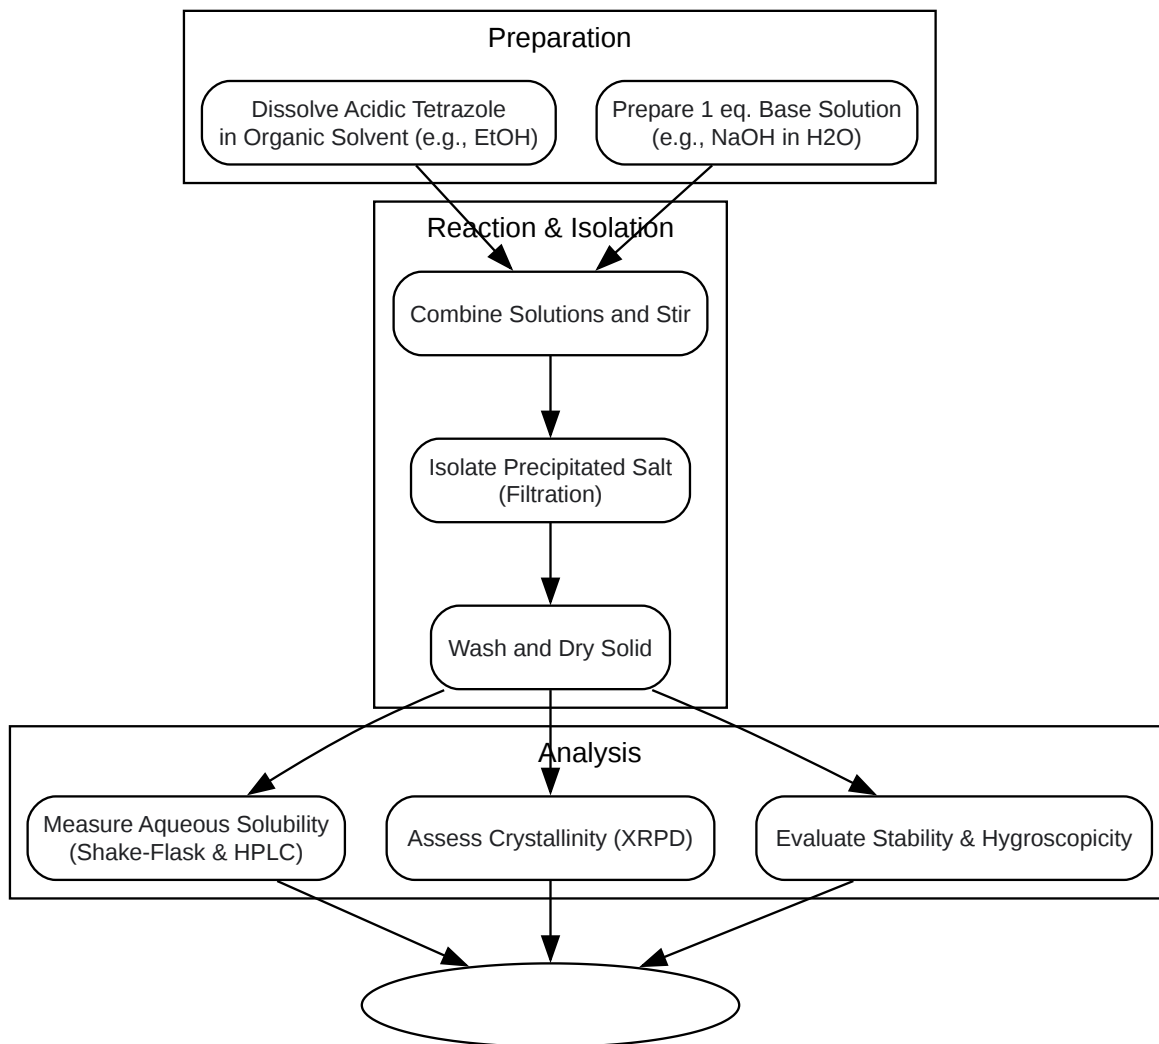 Preparation
Dissolve Acidic Tetrazole
in Organic Solvent (e.g., EtOH)
Prepare 1 eq. Base Solution
(e.g., NaOH in H2O)
Reaction & Isolation
Combine Solutions and Stir
Isolate Precipitated Salt
(Filtration)
Wash and Dry Solid
Analysis
Measure Aqueous Solubility
(Shake-Flask & HPLC)
Assess Crystallinity (XRPD)
Evaluate Stability & Hygroscopicity